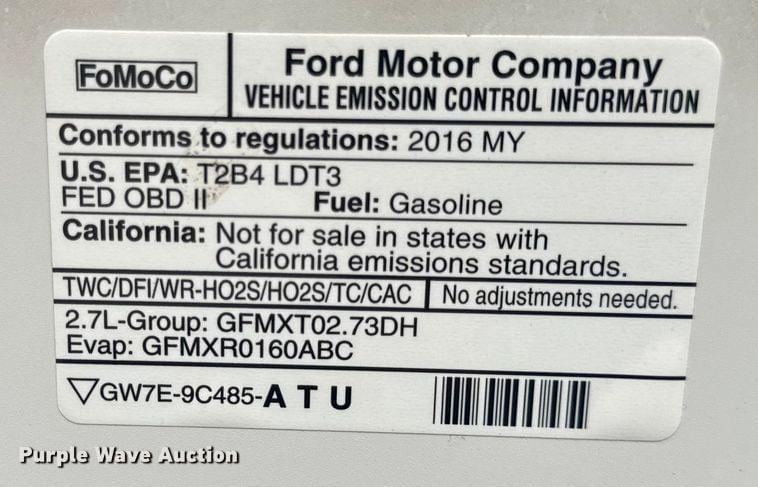 FoMoCo
Ford Motor Company
VEHICLE EMISSION CONTROL INFORMATION
Conforms to regulations: 2016 MY
U.S. EPA: T2B4 LDT3
FED OBD II Fuel: Gasoline
California: Not for sale in states with
California emissions standards.
TWC/DFI/WR-HO2S/HO2S/TC/CAC No adjustments needed.
2.7L-Group: GFMXT02.73DH
Evap: GFMXR0160ABC
GW7E-9C485-A T U
Purple Wave Auction